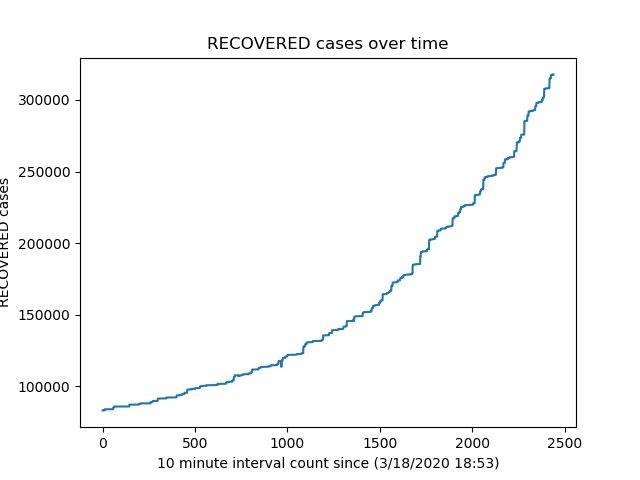 RECOVERED cases over time
300000
250000
200000
150000
100000
RECOVERED cases
0 500 1000 1500 2000 2500
10 minute interval count since (3/18/2020 18:53)